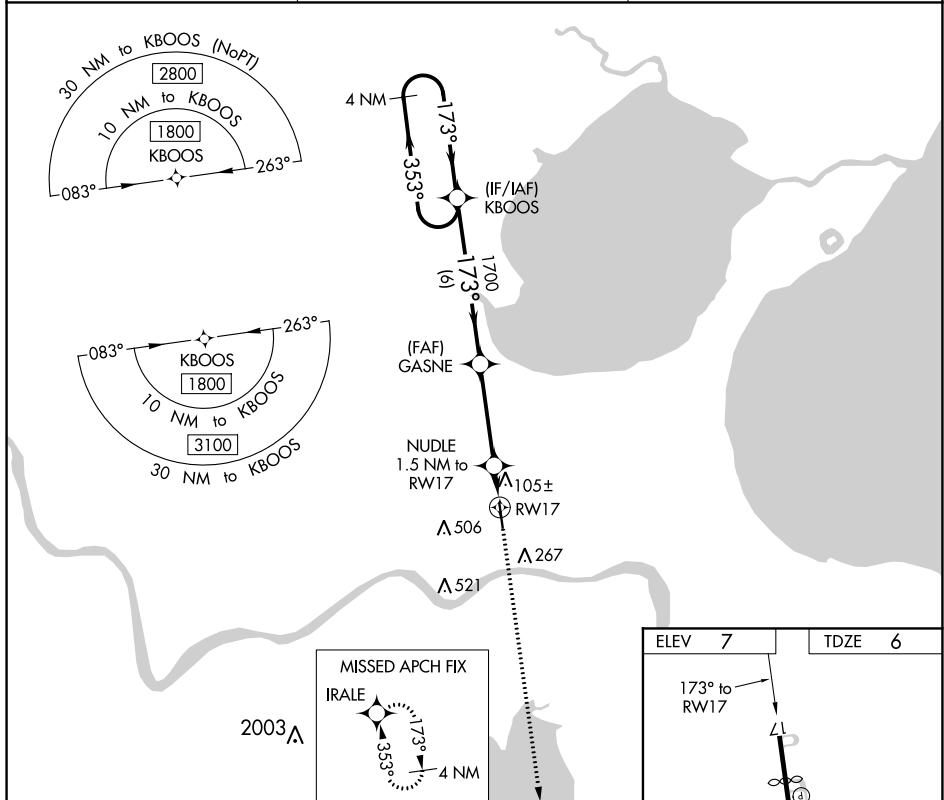 30 NM to KBOOS (NoPT)
2800
10 NM to KBOOS
1800
KBOOS
083°
263°
4 NM
173°
353°
(IF/IAF)
KBOOS
1700
173°
(6)
083°
263°
KBOOS
1800
10 NM to KBOOS
3100
30 NM to KBOOS
(FAF)
GASNE
NUDLE
1.5 NM to
RW17
105±
RW17
506
267
521
2003
MISSED APCH FIX
IRALE
173°
353°
4 NM
ELEV 7
TDZE 6
173° to
RW17
17
P